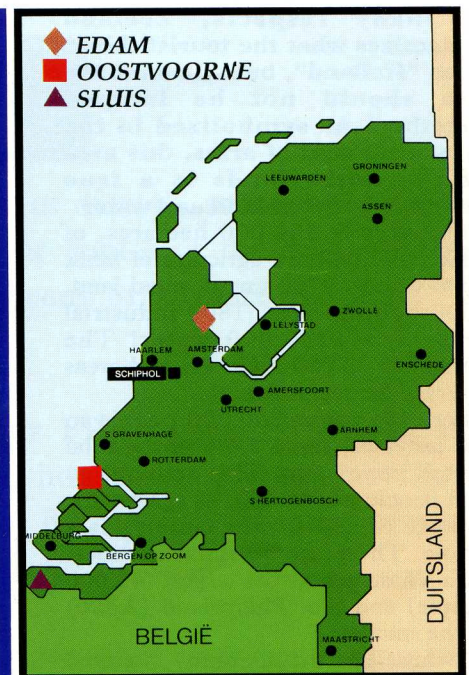 EDAM
OOSTVOORNE
SLUIS
GRONINGEN
LEEUWARDEN
ASSEN
ZWOLLE
LELYSTAD
HAARLEM
AMSTERDAM
ENSCHEDE
SCHIPHOL
AMERSFOORT
UTRECHT
ARNHEM
S GRAVENHAGE
ROTTERDAM
S HERTOGENBOSCH
MIDDELBURG
BERGEN OP ZOOM
DUITSLAND
BELGIË
MAASTRICHT